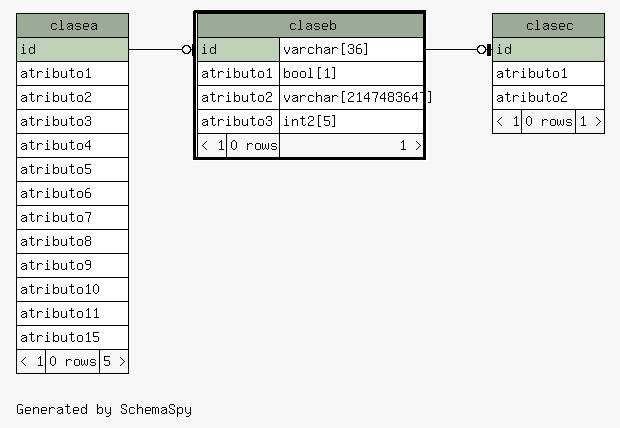 clasea
id
atributo1
atributo2
atributo3
atributo4
atributo5
atributo6
atributo7
atributo8
atributo9
atributo10
atributo11
atributo15
< 1 0 rows 5 >
claseb
id varchar[36]
atributo1 bool[1]
atributo2 varchar[2147483647]
atributo3 int2[5]
< 1 0 rows 1 >
clasec
id
atributo1
atributo2
< 1 0 rows 1 >
Generated by SchemaSpy